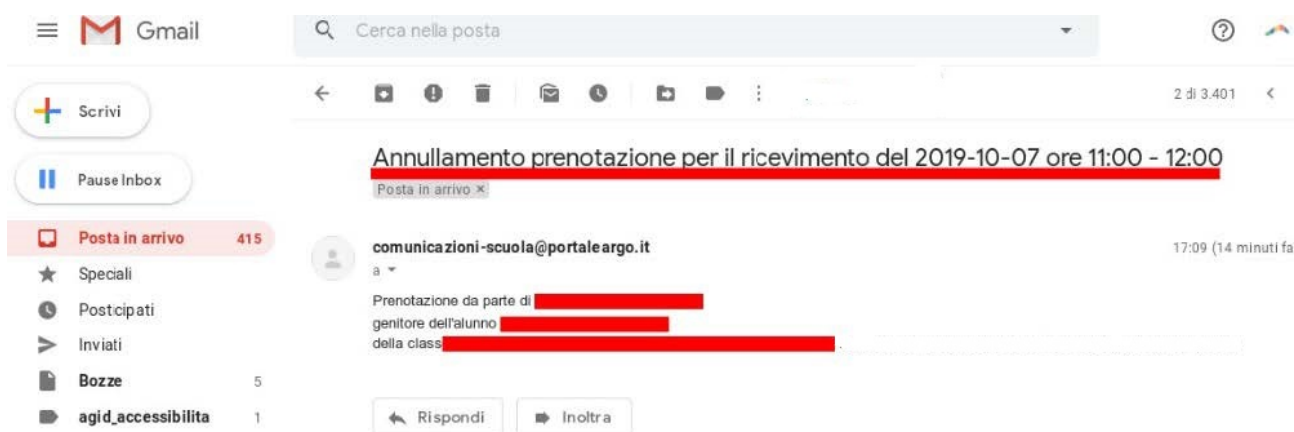 Gmail
Cerca nella posta
Scrivi
2 di 3.401
Annullamento prenotazione per il ricevimento del 2019-10-07 ore 11:00 - 12:00
Pause Inbox
Posta in arrivo ×
Posta in arrivo 415
comunicazioni-scuola@portaleargo.it
17:09 (14 minuti fa
Speciali
a
Prenotazione da parte di
Posticipati
genitore dell'alunno
Inviati
della class
Bozze 5
agid_accessibilita 1
Rispondi
Inoltra